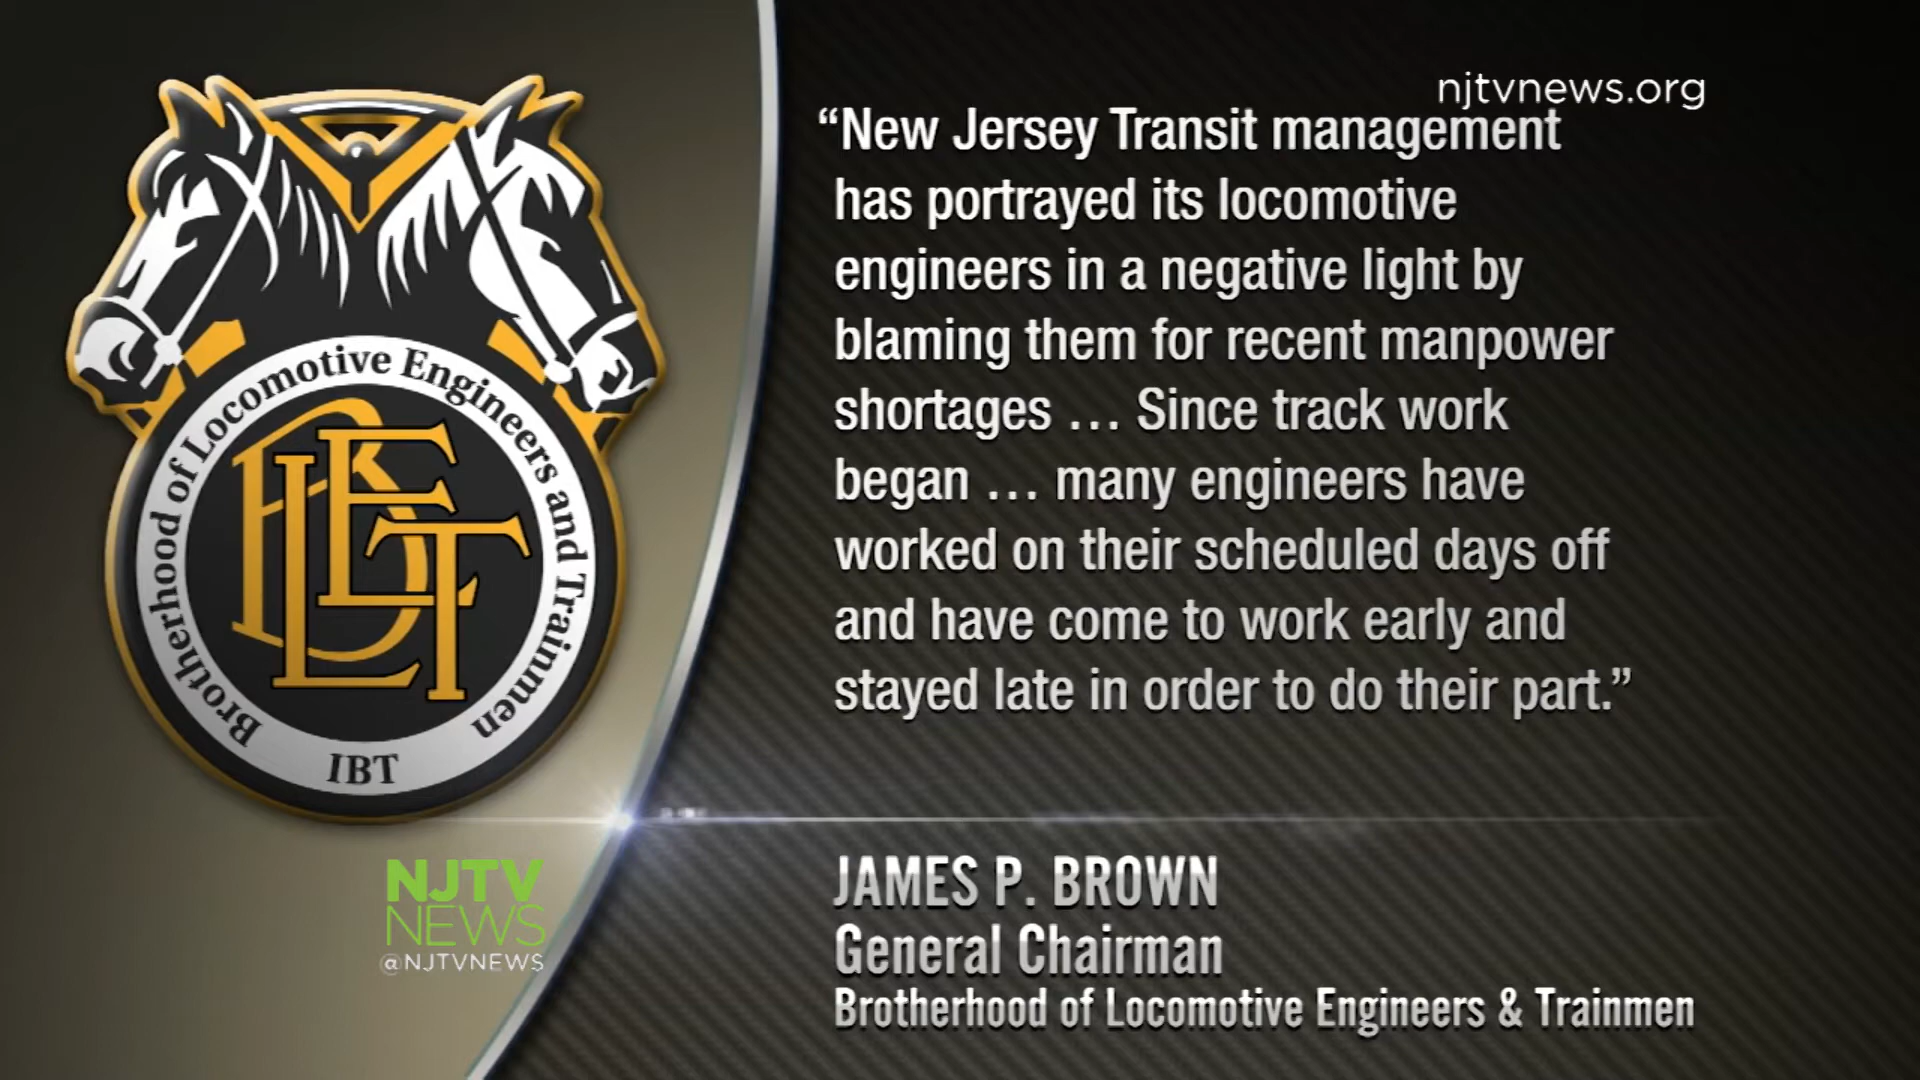 njtvnews.org
“New Jersey Transit management
has portrayed its locomotive
engineers in a negative light by
blaming them for recent manpower
shortages … Since track work
began … many engineers have
worked on their scheduled days off
and have come to work early and
stayed late in order to do their part.”
JAMES P. BROWN
General Chairman
Brotherhood of Locomotive Engineers & Trainmen
Brotherhood of Locomotive Engineers and Trainmen
BLET
IBT
NJTV
NEWS
@NJTVNEWS